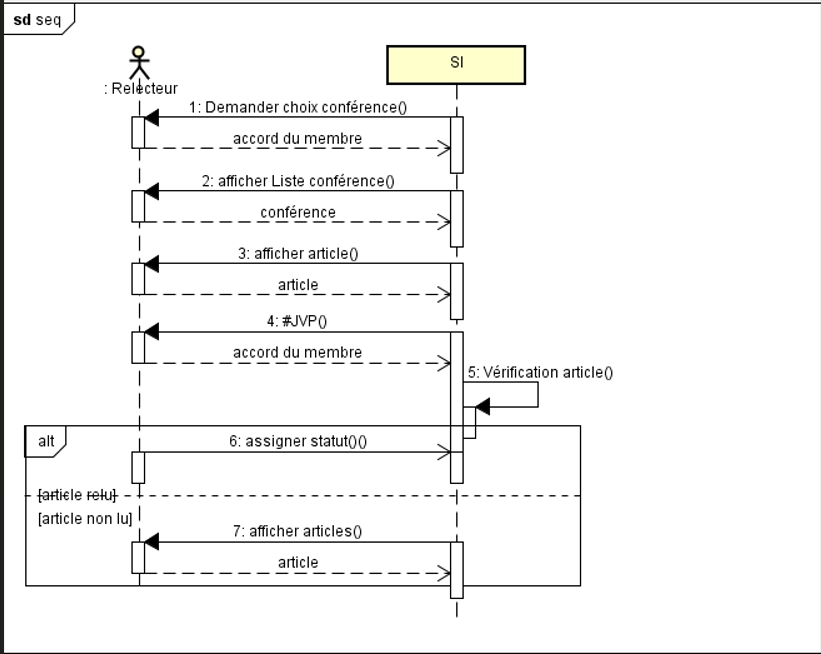 sd seq
SI
: Relecteur
1: Demander choix conférence()
accord du membre
2: afficher Liste conférence()
conférence
3: afficher article()
article
4: #JVP()
accord du membre
5: Vérification article()
alt
6: assigner statut()()
[article relu]
[article non lu]
7: afficher articles()
article